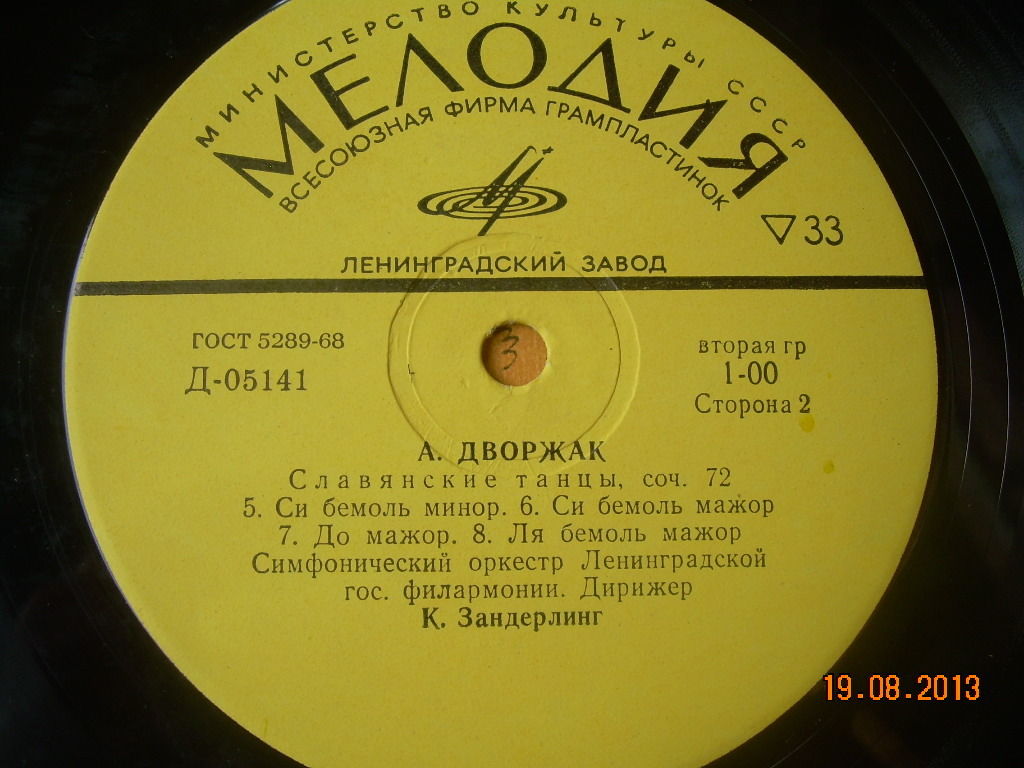 МИНИСТЕРСТВО КУЛЬТУРЫ СССР
МЕЛОДИЯ
ВСЕСОЮЗНАЯ ФИРМА ГРАМПЛАСТИНОК
33
ЛЕНИНГРАДСКИЙ ЗАВОД
ГОСТ 5289-68
Д-05141
вторая гр
1-00
Сторона 2
3
А. ДВОРЖАК
Славянские танцы, соч. 72
5. Си бемоль минор. 6. Си бемоль мажор
7. До мажор. 8. Ля бемоль мажор
Симфонический оркестр Ленинградской
гос. филармонии. Дирижер
К. Зандерлинг
19.08.2013